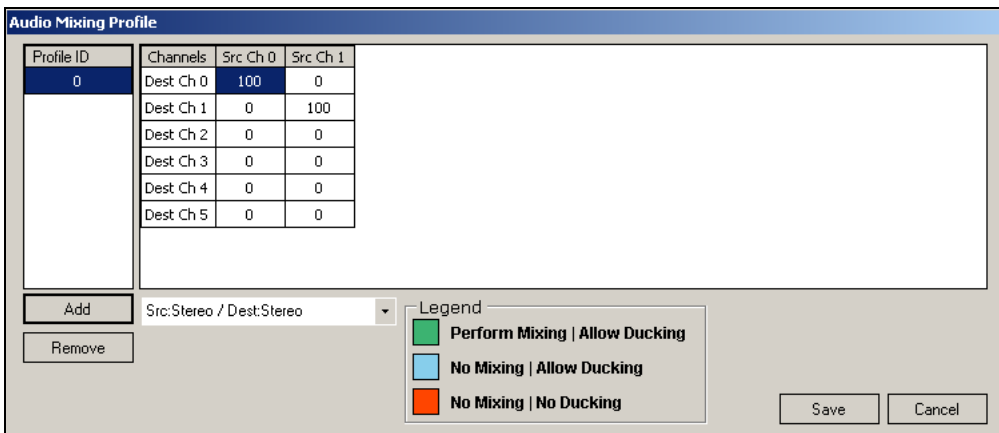 Audio Mixing Profile
Profile ID
0
Channels Src Ch 0 Src Ch 1
Dest Ch 0 100 0
Dest Ch 1 0 100
Dest Ch 2 0 0
Dest Ch 3 0 0
Dest Ch 4 0 0
Dest Ch 5 0 0
Add
Remove
Src:Stereo / Dest:Stereo
Legend
Perform Mixing | Allow Ducking
No Mixing | Allow Ducking
No Mixing | No Ducking
Save
Cancel